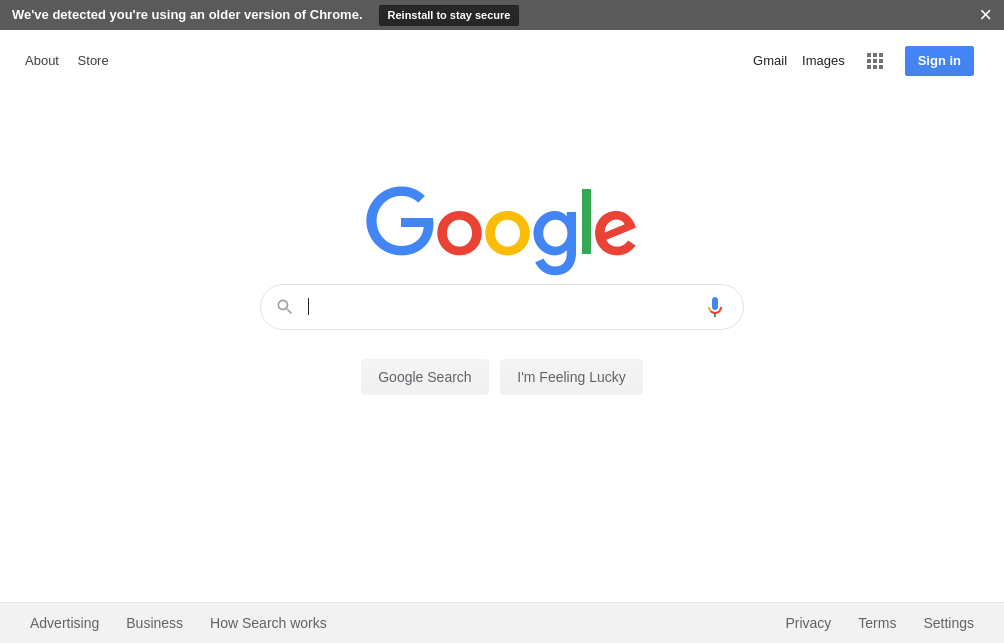 We've detected you're using an older version of Chrome. Reinstall to stay secure
About Store Gmail Images Sign in
Google
Google Search I'm Feeling Lucky
Advertising Business How Search works Privacy Terms Settings